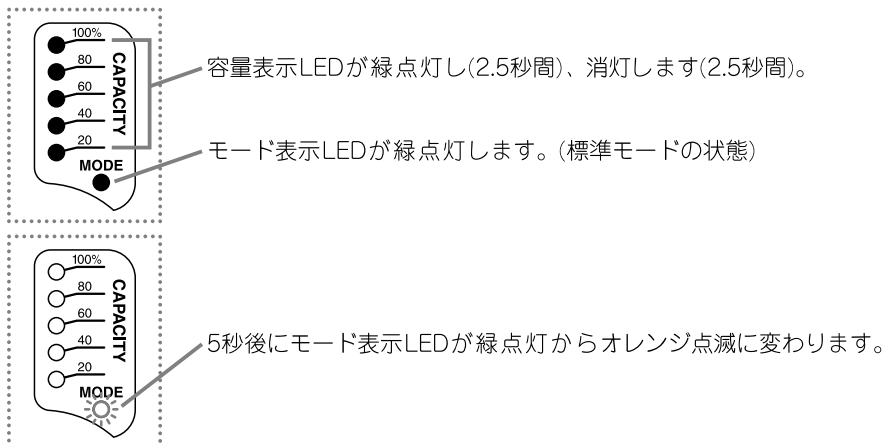 100%
80
60
40
20
CAPACITY
MODE
容量表示LEDが緑点灯し(2.5秒間)、消灯します(2.5秒間)。
モード表示LEDが緑点灯します。(標準モードの状態)
100%
80
60
40
20
CAPACITY
MODE
5秒後にモード表示LEDが緑点灯からオレンジ点滅に変わります。